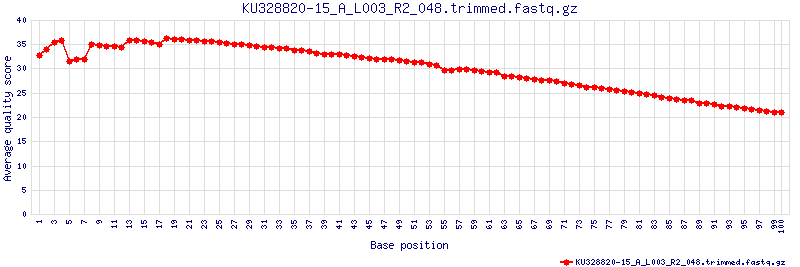 KU328820-15_A_L003_R2_048.trimmed.fastq.gz
Average quality score
40
35
30
25
20
15
10
5
0
1 3 5 7 9 11 13 15 17 19 21 23 25 27 29 31 33 35 37 39 41 43 45 47 49 51 53 55 57 59 61 63 65 67 69 71 73 75 77 79 81 83 85 87 89 91 93 95 97 99 100
Base position
KU328820-15_A_L003_R2_048.trimmed.fastq.gz